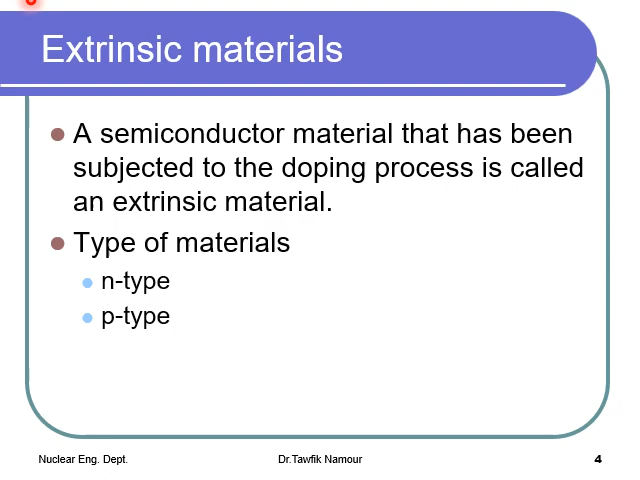 Extrinsic materials
A semiconductor material that has been
subjected to the doping process is called
an extrinsic material.
Type of materials
n-type
p-type
Nuclear Eng. Dept. Dr.Tawfik Namour 4